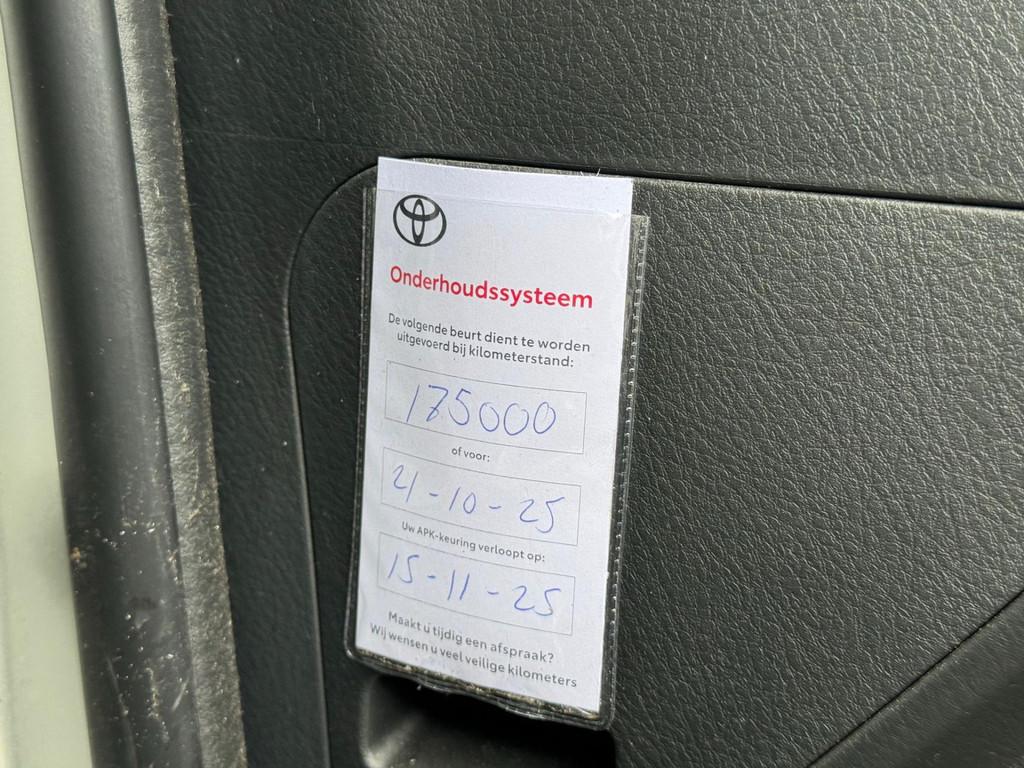 Onderhoudssysteem
De volgende beurt dient te worden
uitgevoerd bij kilometerstand:
175000
of voor:
21-10-25
Uw APK-keuring verloopt op:
15-11-25
Maakt u tijdig een afspraak?
Wij wensen u veel veilige kilometers